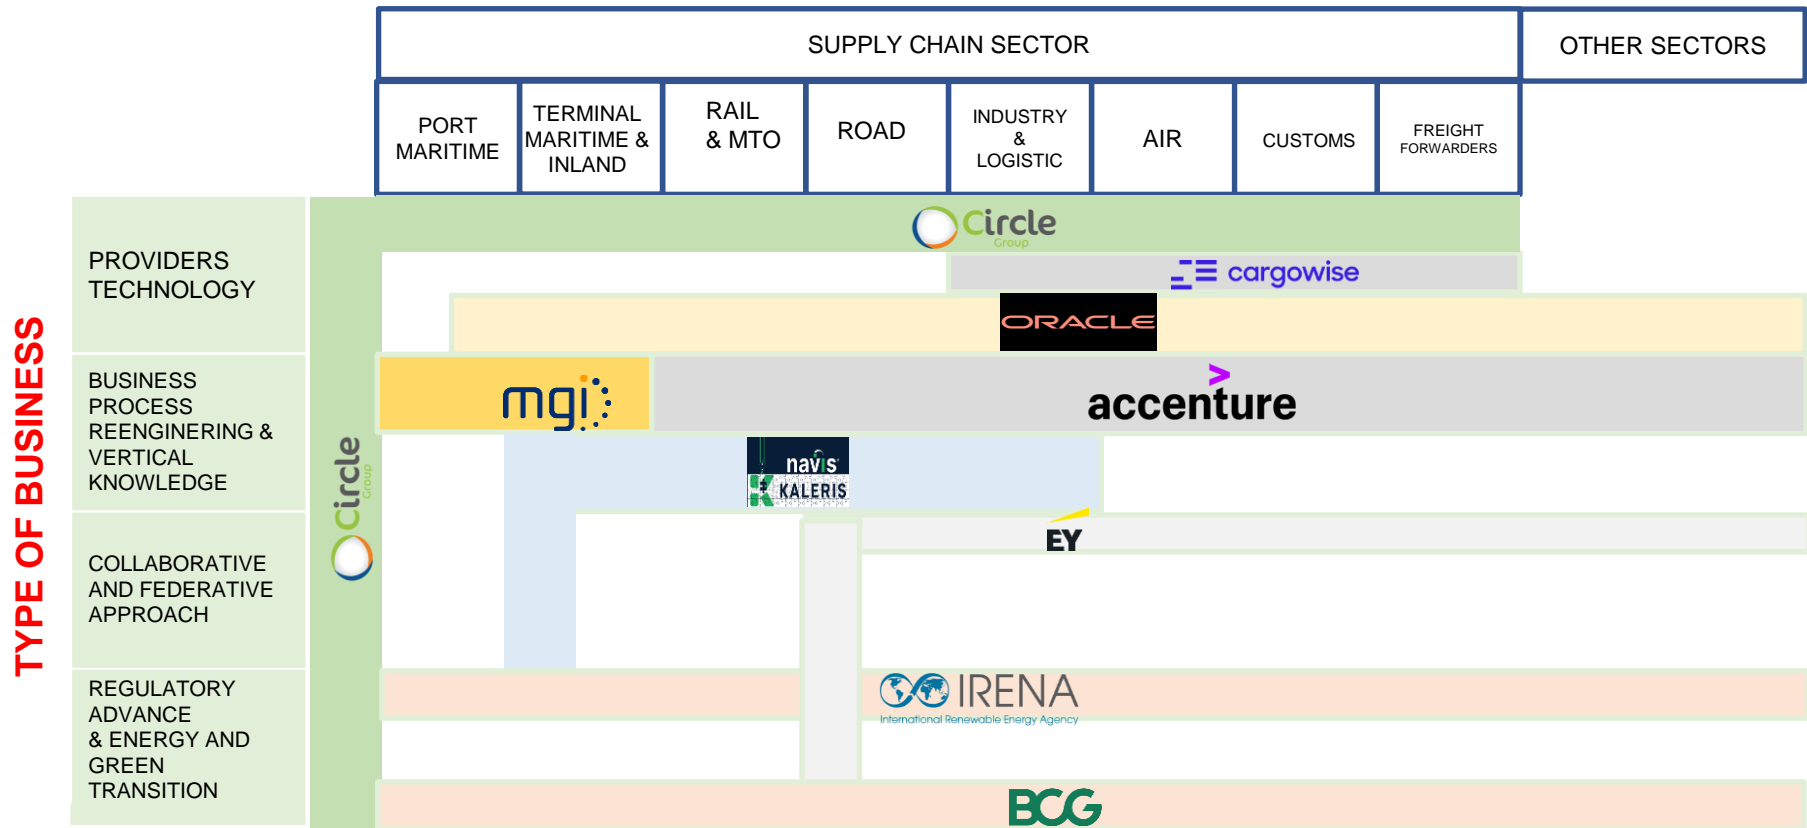 SUPPLY CHAIN SECTOR
OTHER SECTORS
PORT
MARITIME
TERMINAL
MARITIME &
INLAND
RAIL
& MTO
ROAD
INDUSTRY
&
LOGISTIC
AIR
CUSTOMS
FREIGHT
FORWARDERS
TYPE OF BUSINESS
PROVIDERS
TECHNOLOGY
Circle
Group
cargowise
ORACLE
BUSINESS
PROCESS
REENGINERING &
VERTICAL
KNOWLEDGE
Circle
Group
mgi
accenture
navis
KALERIS
COLLABORATIVE
AND FEDERATIVE
APPROACH
EY
REGULATORY
ADVANCE
& ENERGY AND
GREEN
TRANSITION
IRENA
International Renewable Energy Agency
BCG